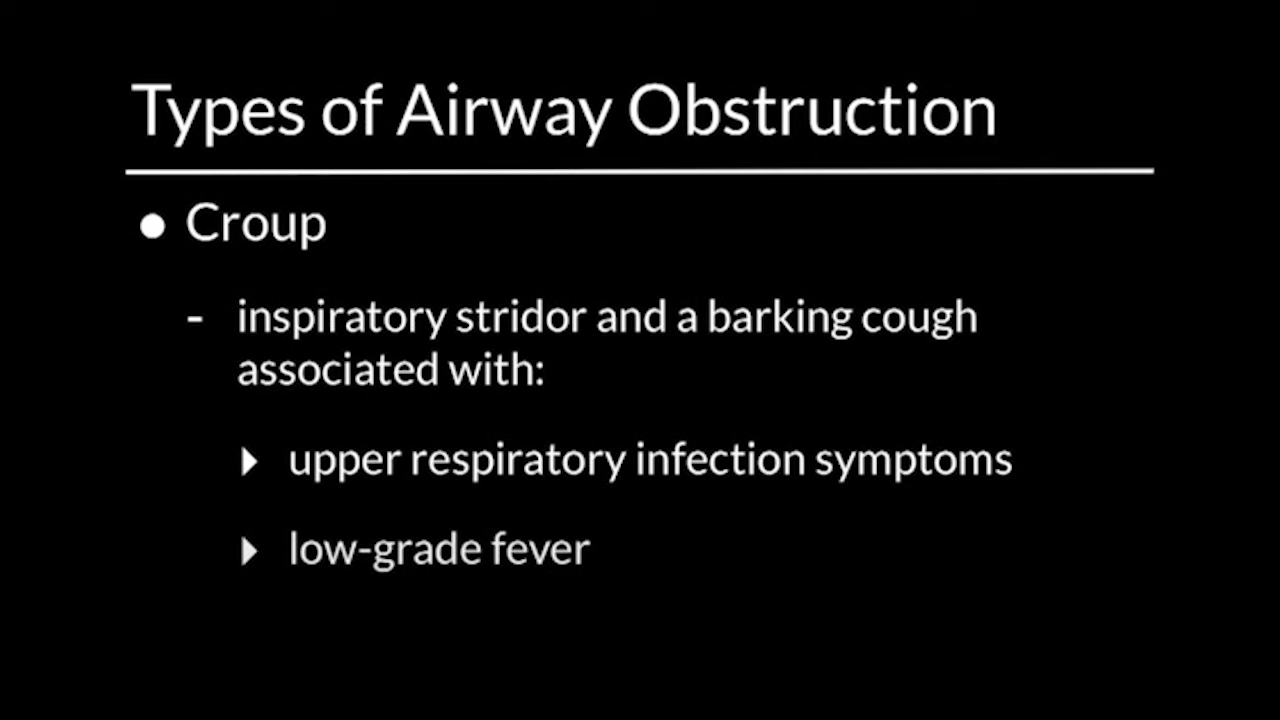 Types of Airway Obstruction
● Croup
- inspiratory stridor and a barking cough
associated with:
‣ upper respiratory infection symptoms
‣ low-grade fever